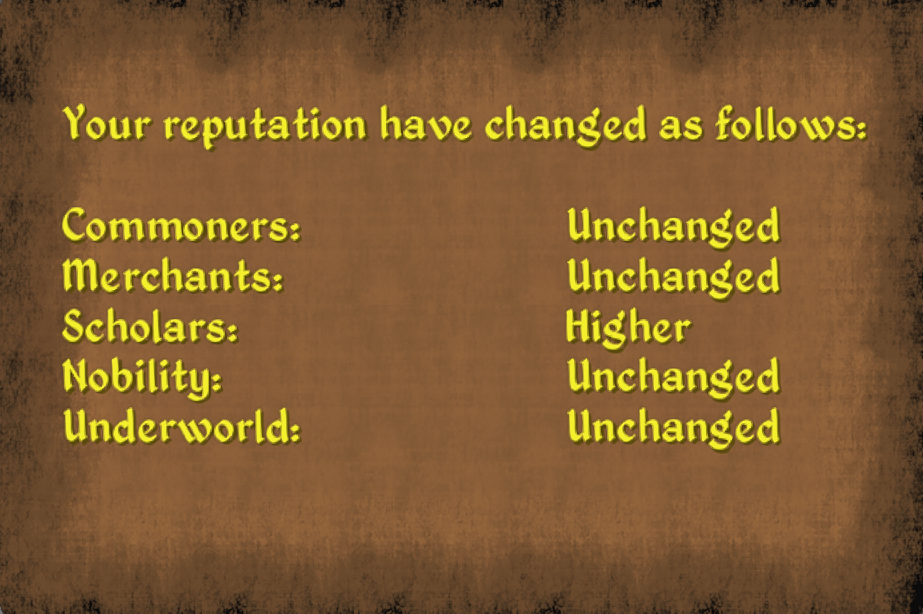 Your reputation have changed as follows:
Commoners: Unchanged
Merchants: Unchanged
Scholars: Higher
Nobility: Unchanged
Underworld: Unchanged